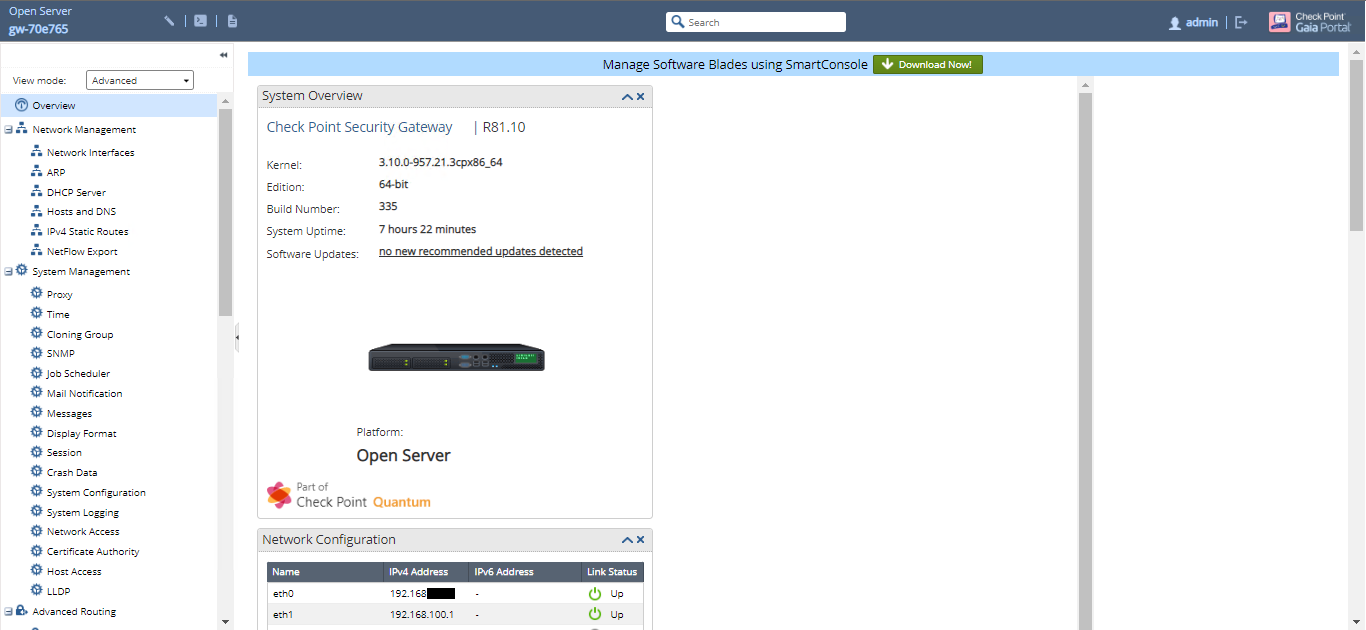 Open Server
gw-70e765
Search
admin
Check Point
Gaia Portal
View mode: Advanced
Overview
Network Management
Network Interfaces
ARP
DHCP Server
Hosts and DNS
IPv4 Static Routes
NetFlow Export
System Management
Proxy
Time
Cloning Group
SNMP
Job Scheduler
Mail Notification
Messages
Display Format
Session
Crash Data
System Configuration
System Logging
Network Access
Certificate Authority
Host Access
LLDP
Advanced Routing
Manage Software Blades using SmartConsole Download Now!
System Overview
Check Point Security Gateway | R81.10
Kernel: 3.10.0-957.21.3cpx86_64
Edition: 64-bit
Build Number: 335
System Uptime: 7 hours 22 minutes
Software Updates: no new recommended updates detected
Platform:
Open Server
Part of
Check Point Quantum
Network Configuration
Name IPv4 Address IPv6 Address Link Status
eth0 192.168 - Up
eth1 192.168.100.1 - Up